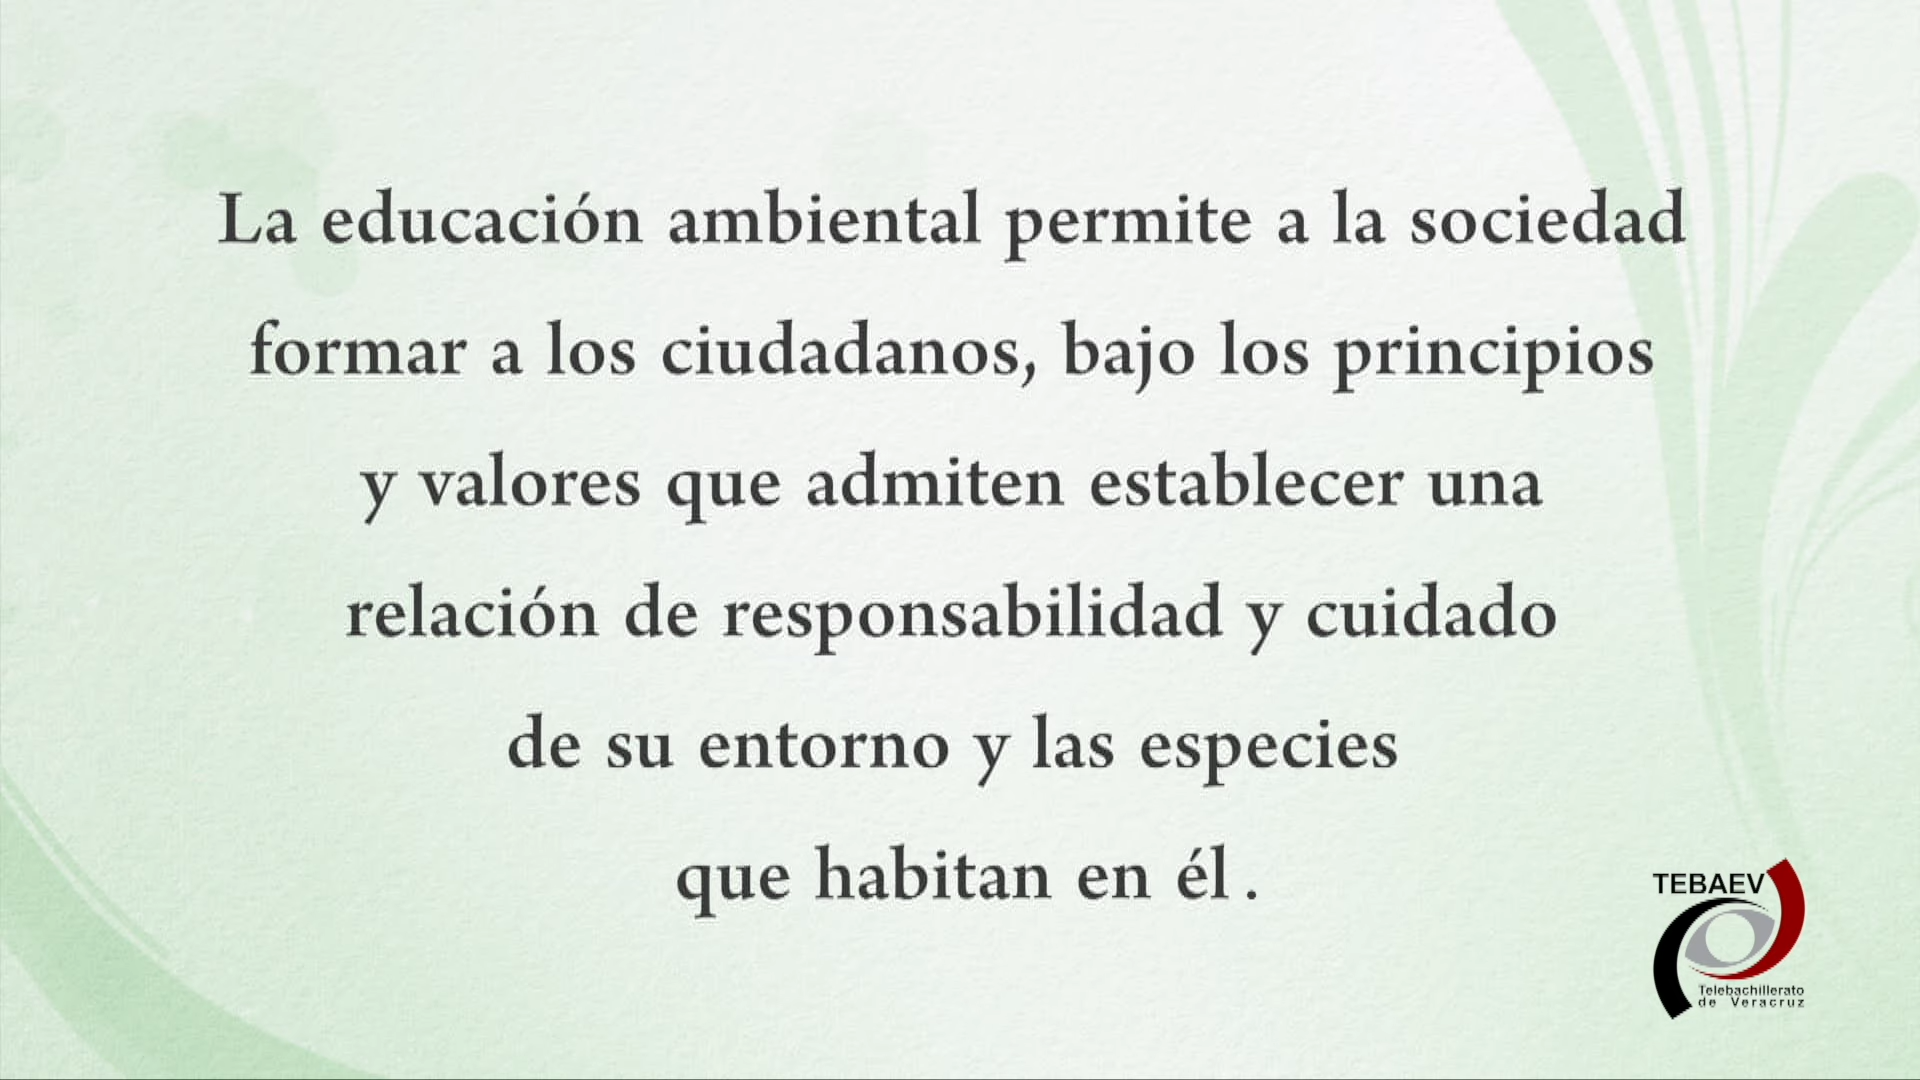 La educación ambiental permite a la sociedad
formar a los ciudadanos, bajo los principios
y valores que admiten establecer una
relación de responsabilidad y cuidado
de su entorno y las especies
que habitan en él .
TEBAEV
Telebachillerato
de Veracruz